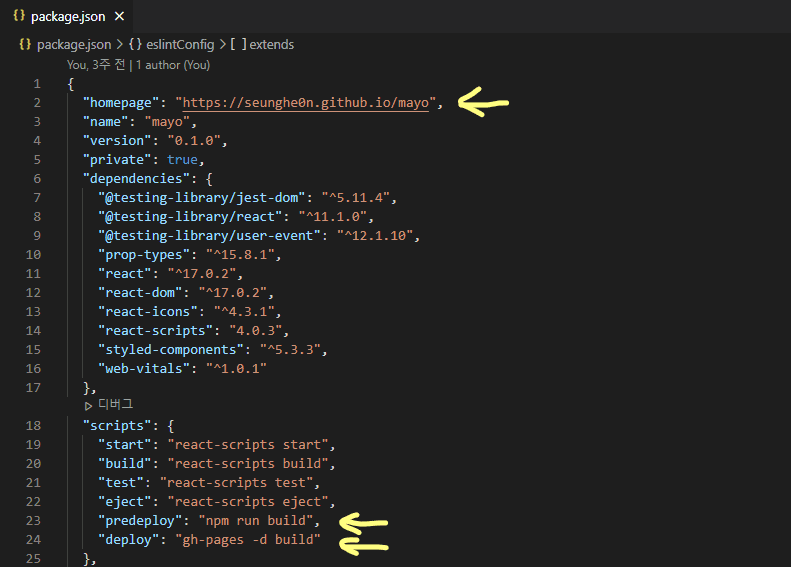 {} package.json ×
{} package.json > {} eslintConfig > [ ] extends
You, 3주 전 | 1 author (You)
1 {
2 "homepage": "https://seunghe0n.github.io/mayo",
3 "name": "mayo",
4 "version": "0.1.0",
5 "private": true,
6 "dependencies": {
7 "@testing-library/jest-dom": "^5.11.4",
8 "@testing-library/react": "^11.1.0",
9 "@testing-library/user-event": "^12.1.10",
10 "prop-types": "^15.8.1",
11 "react": "^17.0.2",
12 "react-dom": "^17.0.2",
13 "react-icons": "^4.3.1",
14 "react-scripts": "4.0.3",
15 "styled-components": "^5.3.3",
16 "web-vitals": "^1.0.1"
17 },
디버그
18 "scripts": {
19 "start": "react-scripts start",
20 "build": "react-scripts build",
21 "test": "react-scripts test",
22 "eject": "react-scripts eject",
23 "predeploy": "npm run build",
24 "deploy": "gh-pages -d build"
25 },